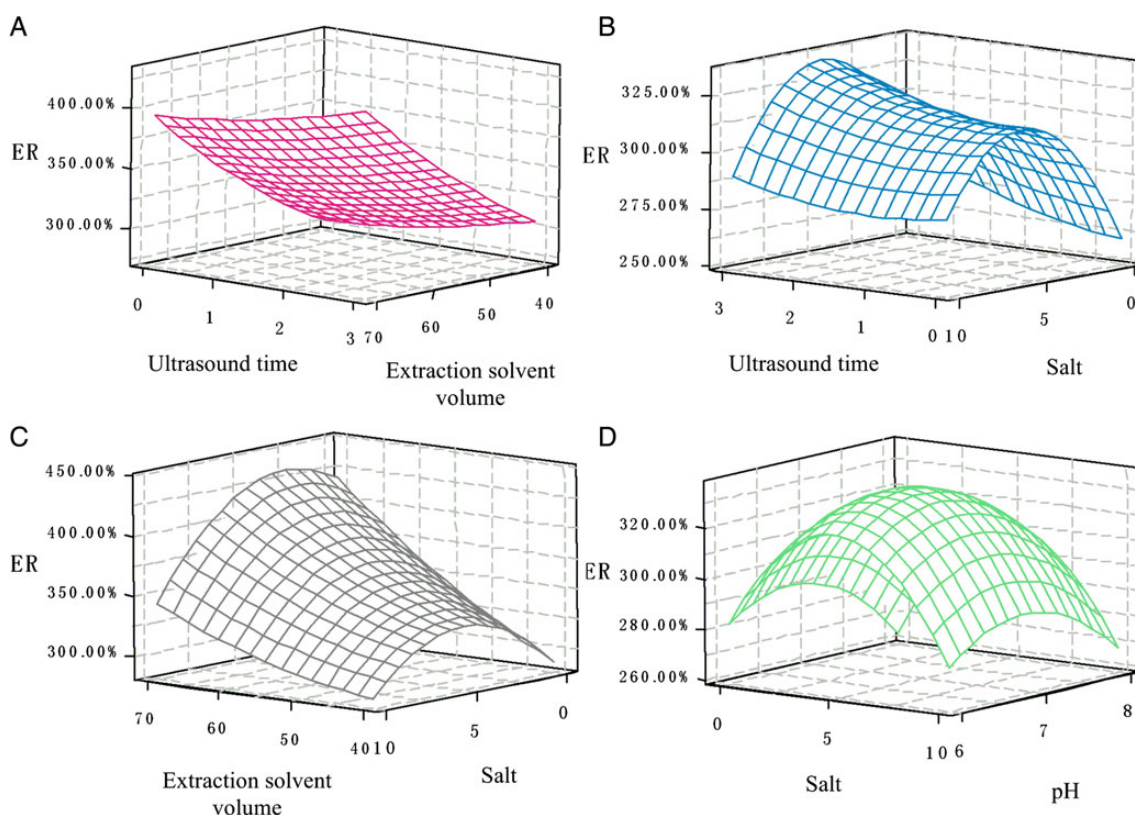 A
400.00%
ER
350.00%
300.00%
0
1
2
3 70
60
50
40
Ultrasound time
Extraction solvent
volume
B
325.00%
ER
300.00%
275.00%
250.00%
3
2
1
0 10
5
0
Ultrasound time
Salt
C
450.00%
400.00%
ER
350.00%
300.00%
70
60
50
40 10
5
0
Extraction solvent
volume
Salt
D
320.00%
ER
300.00%
280.00%
260.00%
0
5
10 6
7
8
Salt
pH